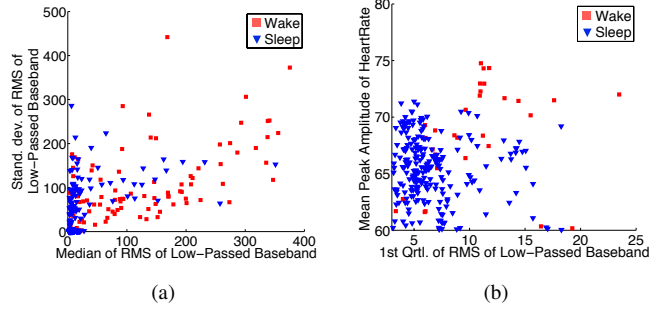 500
400
300
200
100
0
0 100 200 300 400
Stand. dev. of RMS of
Low−Passed Baseband
Median of RMS of Low−Passed Baseband
Wake
Sleep
(a)
80
75
70
65
60
5 10 15 20 25
Mean Peak Amplitude of HeartRate
1st Qrtl. of RMS of Low−Passed Baseband
Wake
Sleep
(b)